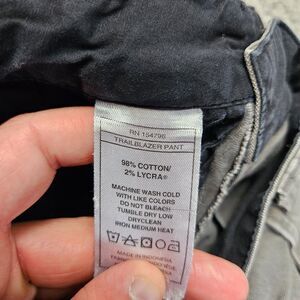 RN 154796
TRAILBLAZER PANT
98% COTTON/
2% LYCRA®
MACHINE WASH COLD
WITH LIKE COLORS
DO NOT BLEACH
TUMBLE DRY LOW
DRYCLEAN
IRON MEDIUM HEAT
MADE IN INDONESIA